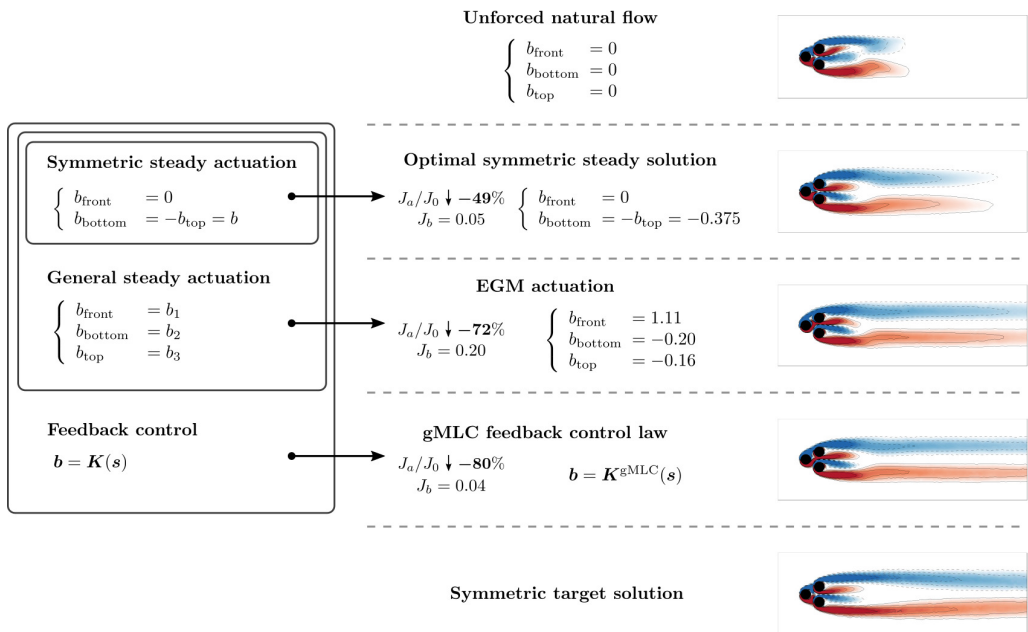 Unforced natural flow
b_front = 0
b_bottom = 0
b_top = 0
Symmetric steady actuation
b_front = 0
b_bottom = −b_top = b
Optimal symmetric steady solution
J_a/J_0 ↓ −49%
J_b = 0.05
b_front = 0
b_bottom = −b_top = −0.375
General steady actuation
b_front = b_1
b_bottom = b_2
b_top = b_3
EGM actuation
J_a/J_0 ↓ −72%
J_b = 0.20
b_front = 1.11
b_bottom = −0.20
b_top = −0.16
Feedback control
b = K(s)
gMLC feedback control law
J_a/J_0 ↓ −80%
J_b = 0.04
b = K^gMLC(s)
Symmetric target solution